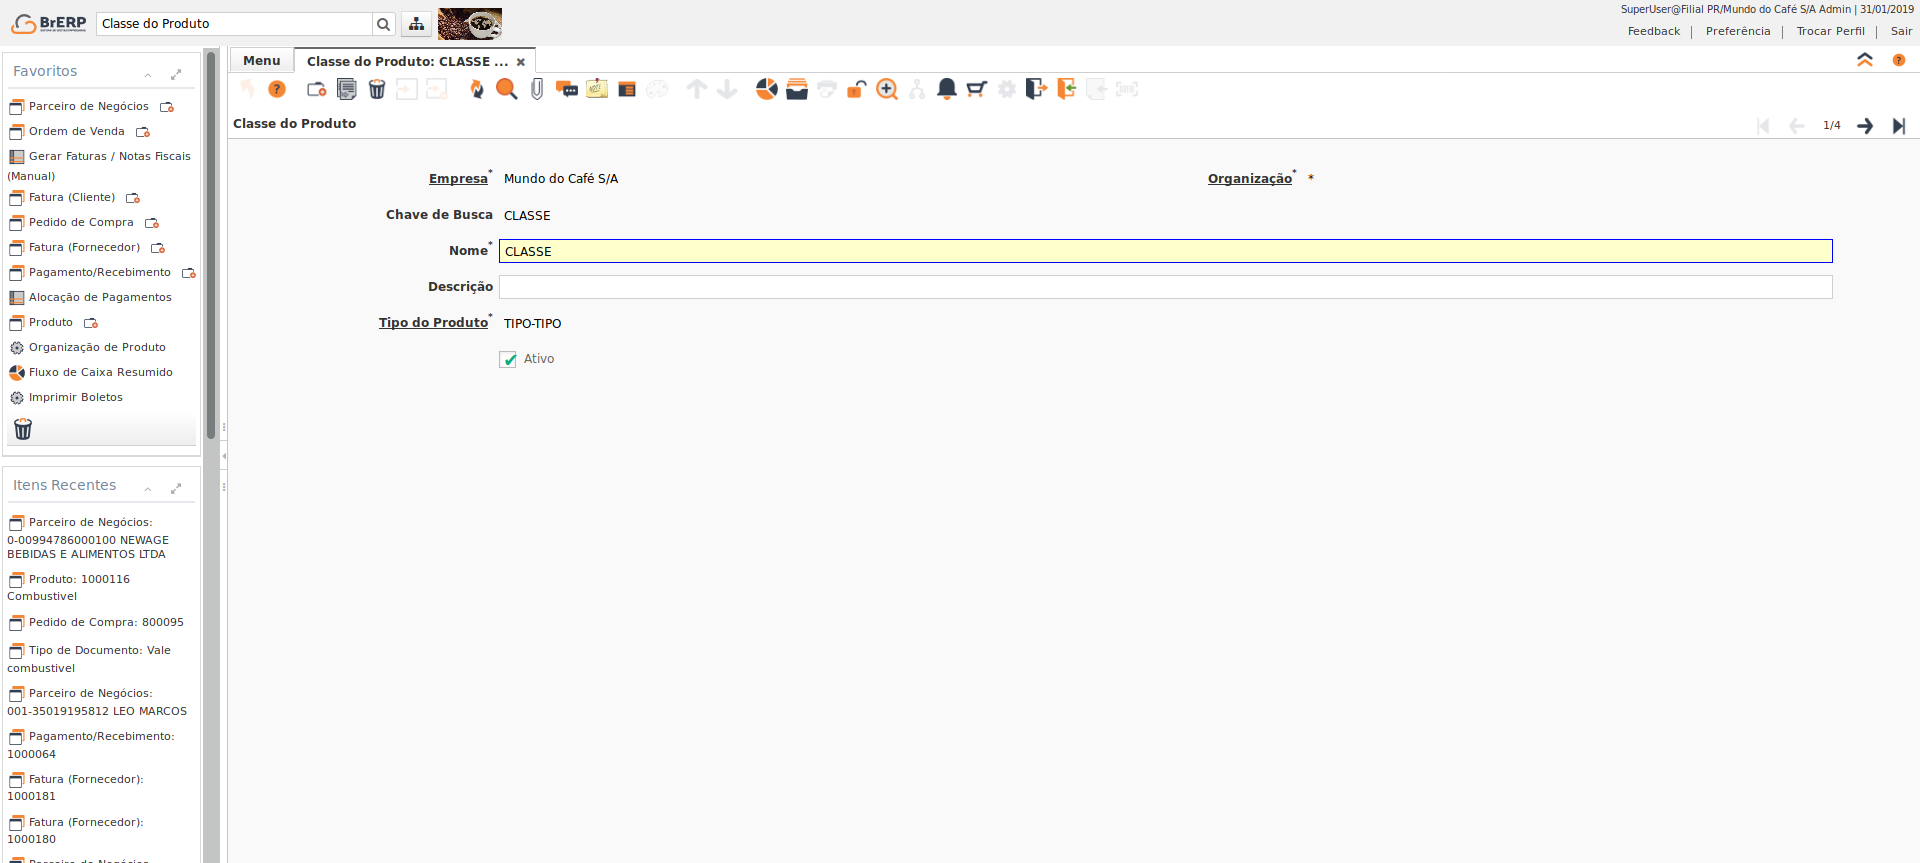 BrERP
Classe do Produto
SuperUser@Filial PR/Mundo do Café S/A Admin | 31/01/2019
Feedback | Preferência | Trocar Perfil | Sair
Favoritos
Parceiro de Negócios
Ordem de Venda
Gerar Faturas / Notas Fiscais
(Manual)
Fatura (Cliente)
Pedido de Compra
Fatura (Fornecedor)
Pagamento/Recebimento
Alocação de Pagamentos
Produto
Organização de Produto
Fluxo de Caixa Resumido
Imprimir Boletos
Itens Recentes
Parceiro de Negócios:
0-00994786000100 NEWAGE
BEBIDAS E ALIMENTOS LTDA
Produto: 1000116
Combustivel
Pedido de Compra: 800095
Tipo de Documento: Vale
combustivel
Parceiro de Negócios:
001-35019195812 LEO MARCOS
Pagamento/Recebimento:
1000064
Fatura (Fornecedor):
1000181
Fatura (Fornecedor):
1000180
Parceiro de Negócios
Menu
Classe do Produto: CLASSE ...
Classe do Produto
1/4
Empresa* Mundo do Café S/A
Organização* *
Chave de Busca CLASSE
Nome* CLASSE
Descrição
Tipo do Produto* TIPO-TIPO
Ativo